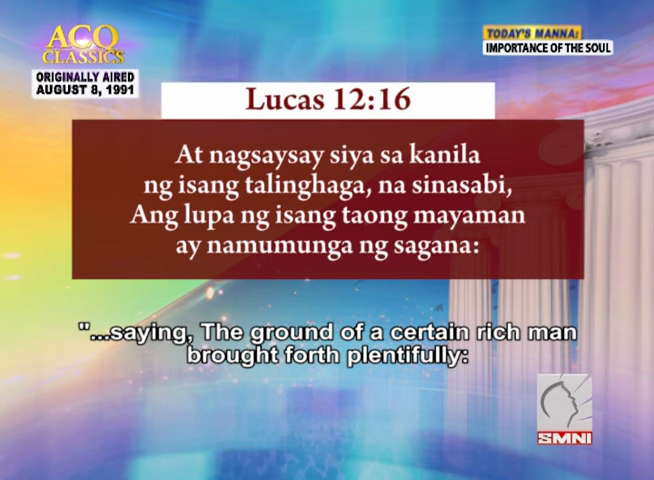 ACQ
CLASSICS
ORIGINALLY AIRED
AUGUST 8, 1991
TODAY'S MANNA:
IMPORTANCE OF THE SOUL
Lucas 12:16
At nagsaysay siya sa kanila
ng isang talinghaga, na sinasabi,
Ang lupa ng isang taong mayaman
ay namumunga ng sagana:
"...saying, The ground of a certain rich man
brought forth plentifully:
SMNI